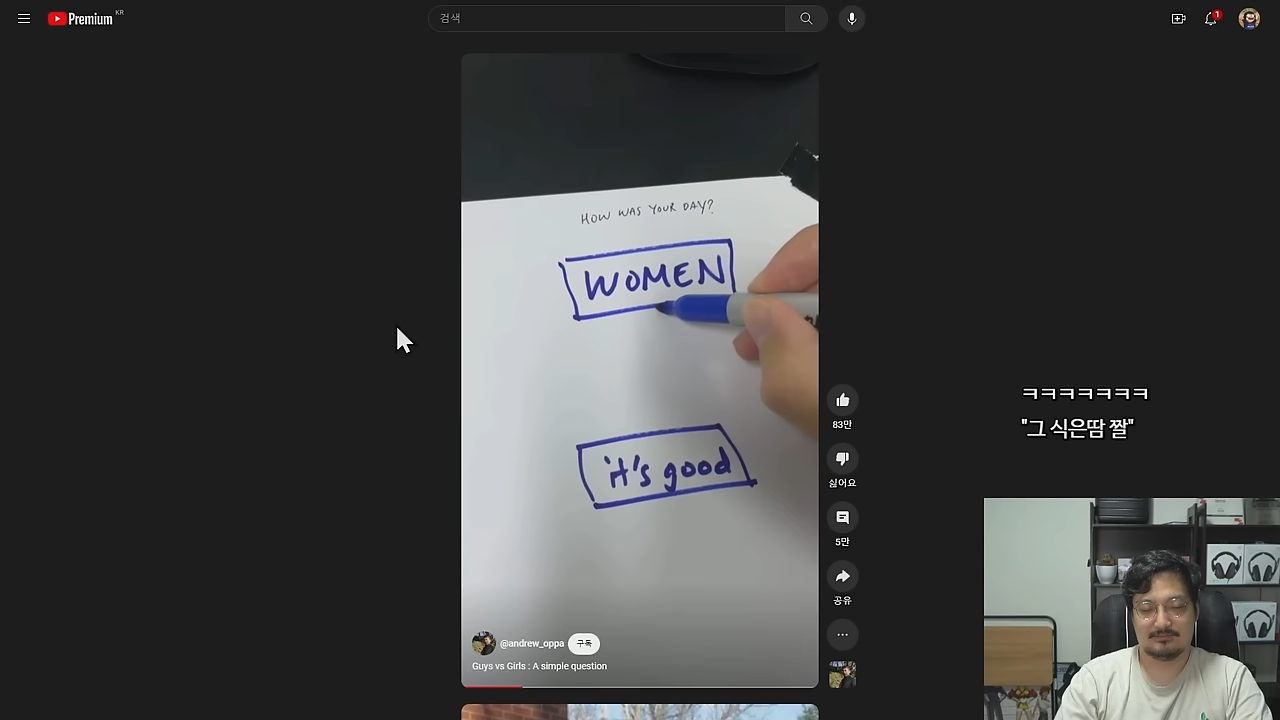 Premium KR
검색
1
HOW WAS YOUR DAY?
WOMEN
it's good
83만
싫어요
5만
공유
ㅋㅋㅋㅋㅋㅋㅋ
"그 식은땀 짤"
@andrew_oppa 구독
Guys vs Girls : A simple question